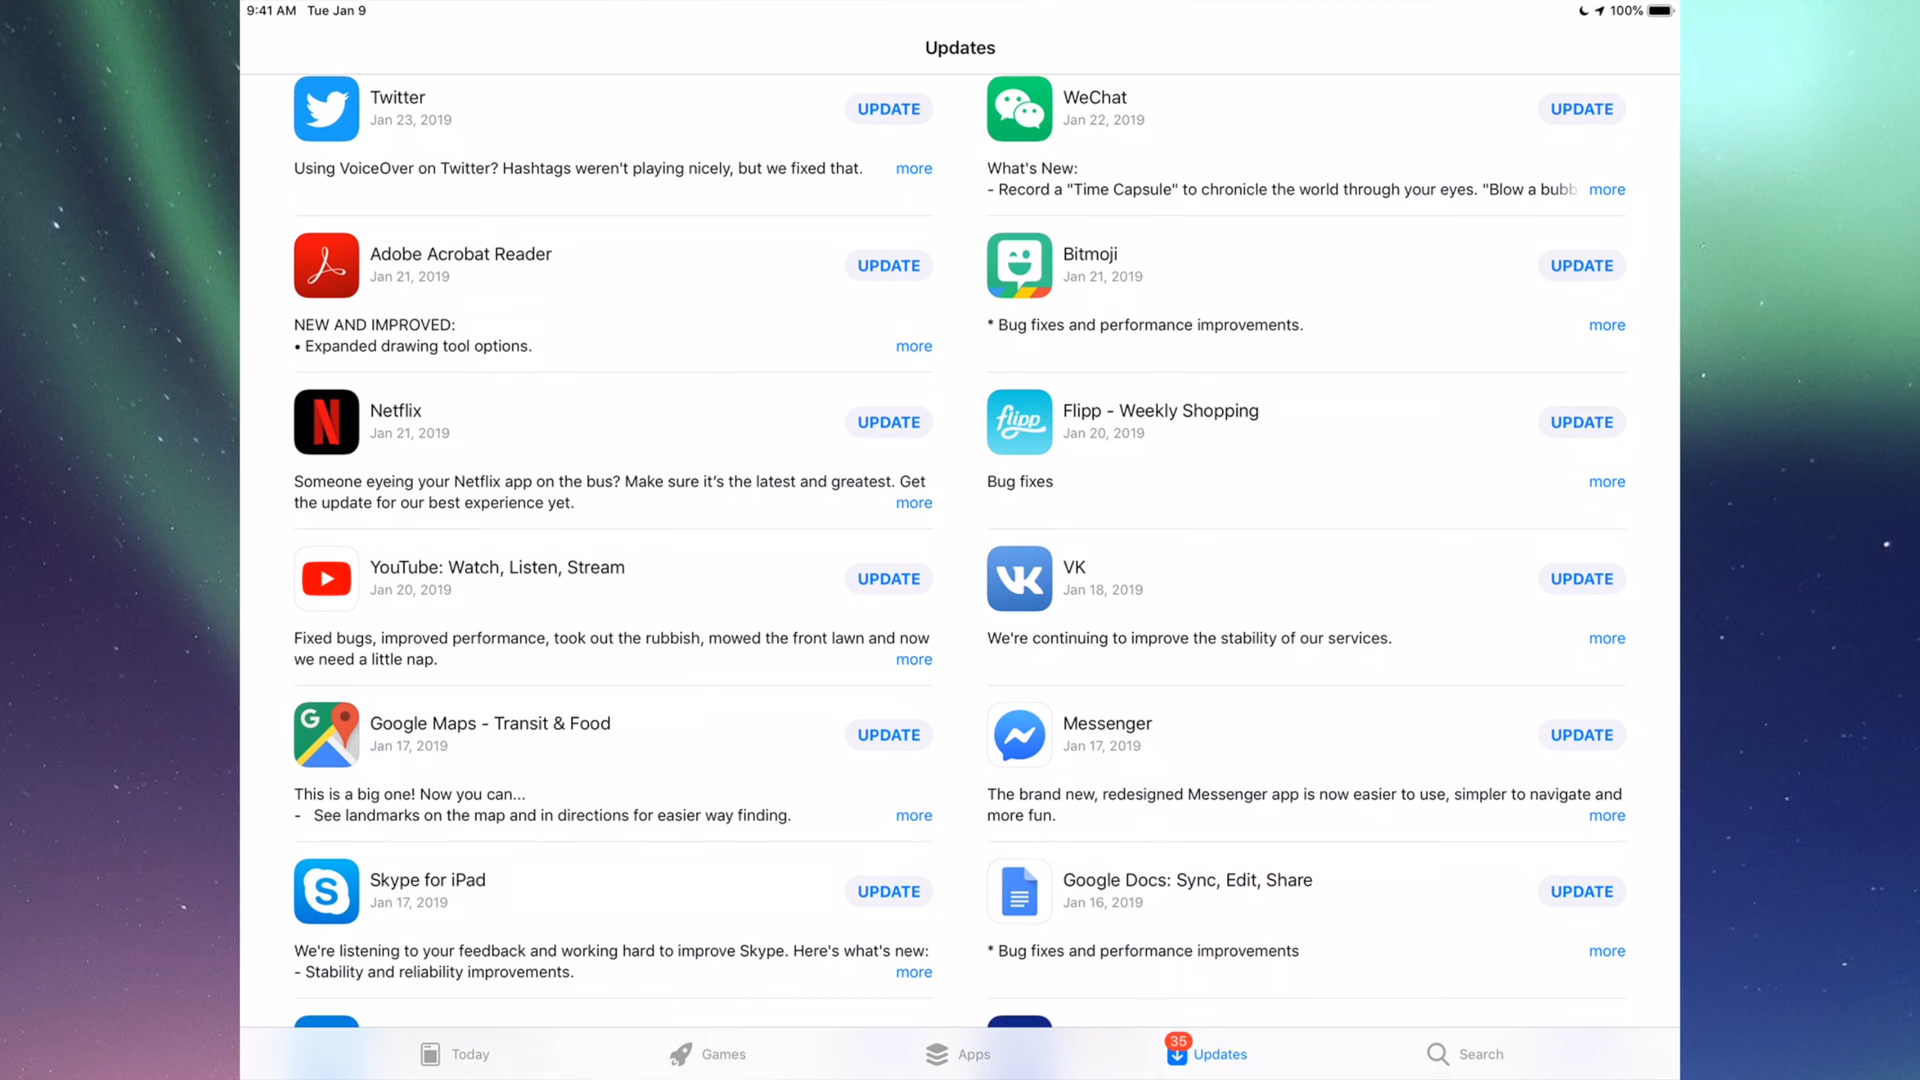 9:41 AM Tue Jan 9
100%
Updates
Twitter
Jan 23, 2019
UPDATE
Using VoiceOver on Twitter? Hashtags weren't playing nicely, but we fixed that. more
WeChat
Jan 22, 2019
UPDATE
What's New:
- Record a "Time Capsule" to chronicle the world through your eyes. "Blow a bubb more
Adobe Acrobat Reader
Jan 21, 2019
UPDATE
NEW AND IMPROVED:
• Expanded drawing tool options. more
Bitmoji
Jan 21, 2019
UPDATE
* Bug fixes and performance improvements. more
Netflix
Jan 21, 2019
UPDATE
Someone eyeing your Netflix app on the bus? Make sure it’s the latest and greatest. Get
the update for our best experience yet. more
flipp
Flipp - Weekly Shopping
Jan 20, 2019
UPDATE
Bug fixes more
YouTube: Watch, Listen, Stream
Jan 20, 2019
UPDATE
Fixed bugs, improved performance, took out the rubbish, mowed the front lawn and now
we need a little nap. more
VK
Jan 18, 2019
UPDATE
We're continuing to improve the stability of our services. more
G
Google Maps - Transit & Food
Jan 17, 2019
UPDATE
This is a big one! Now you can...
- See landmarks on the map and in directions for easier way finding. more
Messenger
Jan 17, 2019
UPDATE
The brand new, redesigned Messenger app is now easier to use, simpler to navigate and
more fun. more
S
Skype for iPad
Jan 17, 2019
UPDATE
We're listening to your feedback and working hard to improve Skype. Here's what's new:
- Stability and reliability improvements. more
Google Docs: Sync, Edit, Share
Jan 16, 2019
UPDATE
* Bug fixes and performance improvements more
Today
Games
Apps
35
Updates
Search